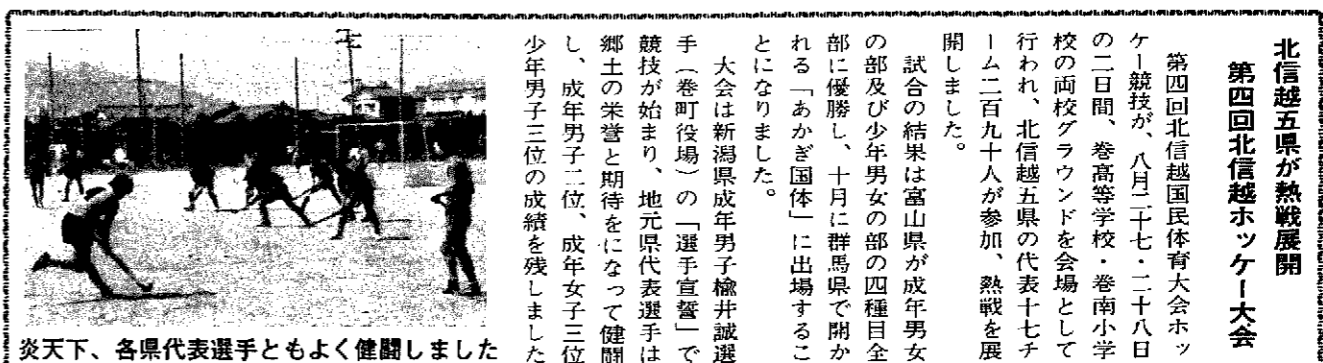 北信越五県が熱戦展開
第四回北信越ホッケー大会
第四回北信越国民体育大会ホッ
ケー競技が、八月二十七・二十八日
の二日間、巻高等学校・巻南小学
校の両校グラウンドを会場として
行われ、北信越五県の代表十七チ
ーム二百九十人が参加、熱戦を展
開しました。
試合の結果は富山県が成年男女
の部及び少年男女の部の四種目全
部に優勝し、十月に群馬県で開か
れる「あかぎ国体」に出場するこ
とになりました。
大会は新潟県成年男子楡井誠選
手（巻町役場）の「選手宣誓」で
競技が始まり、地元県代表選手は
郷土の栄誉と期待をになって健闘
し、成年男子二位、成年女子三位
少年男子三位の成績を残しました
炎天下、各県代表選手ともよく健闘しました